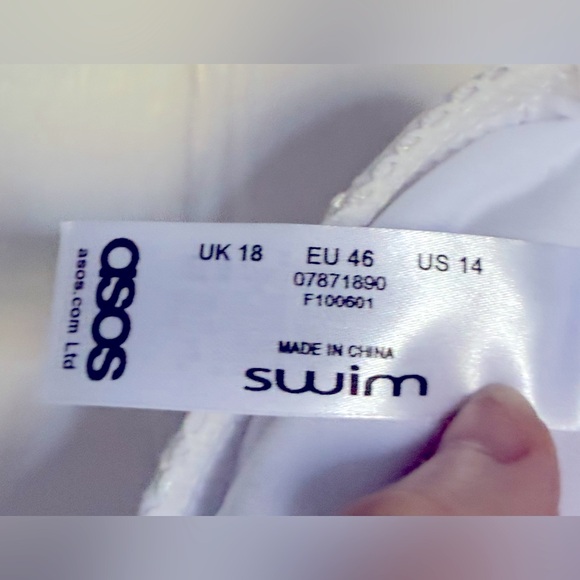 asos
asos.com Ltd
UK 18 EU 46 US 14
07871890
F100601
MADE IN CHINA
swim